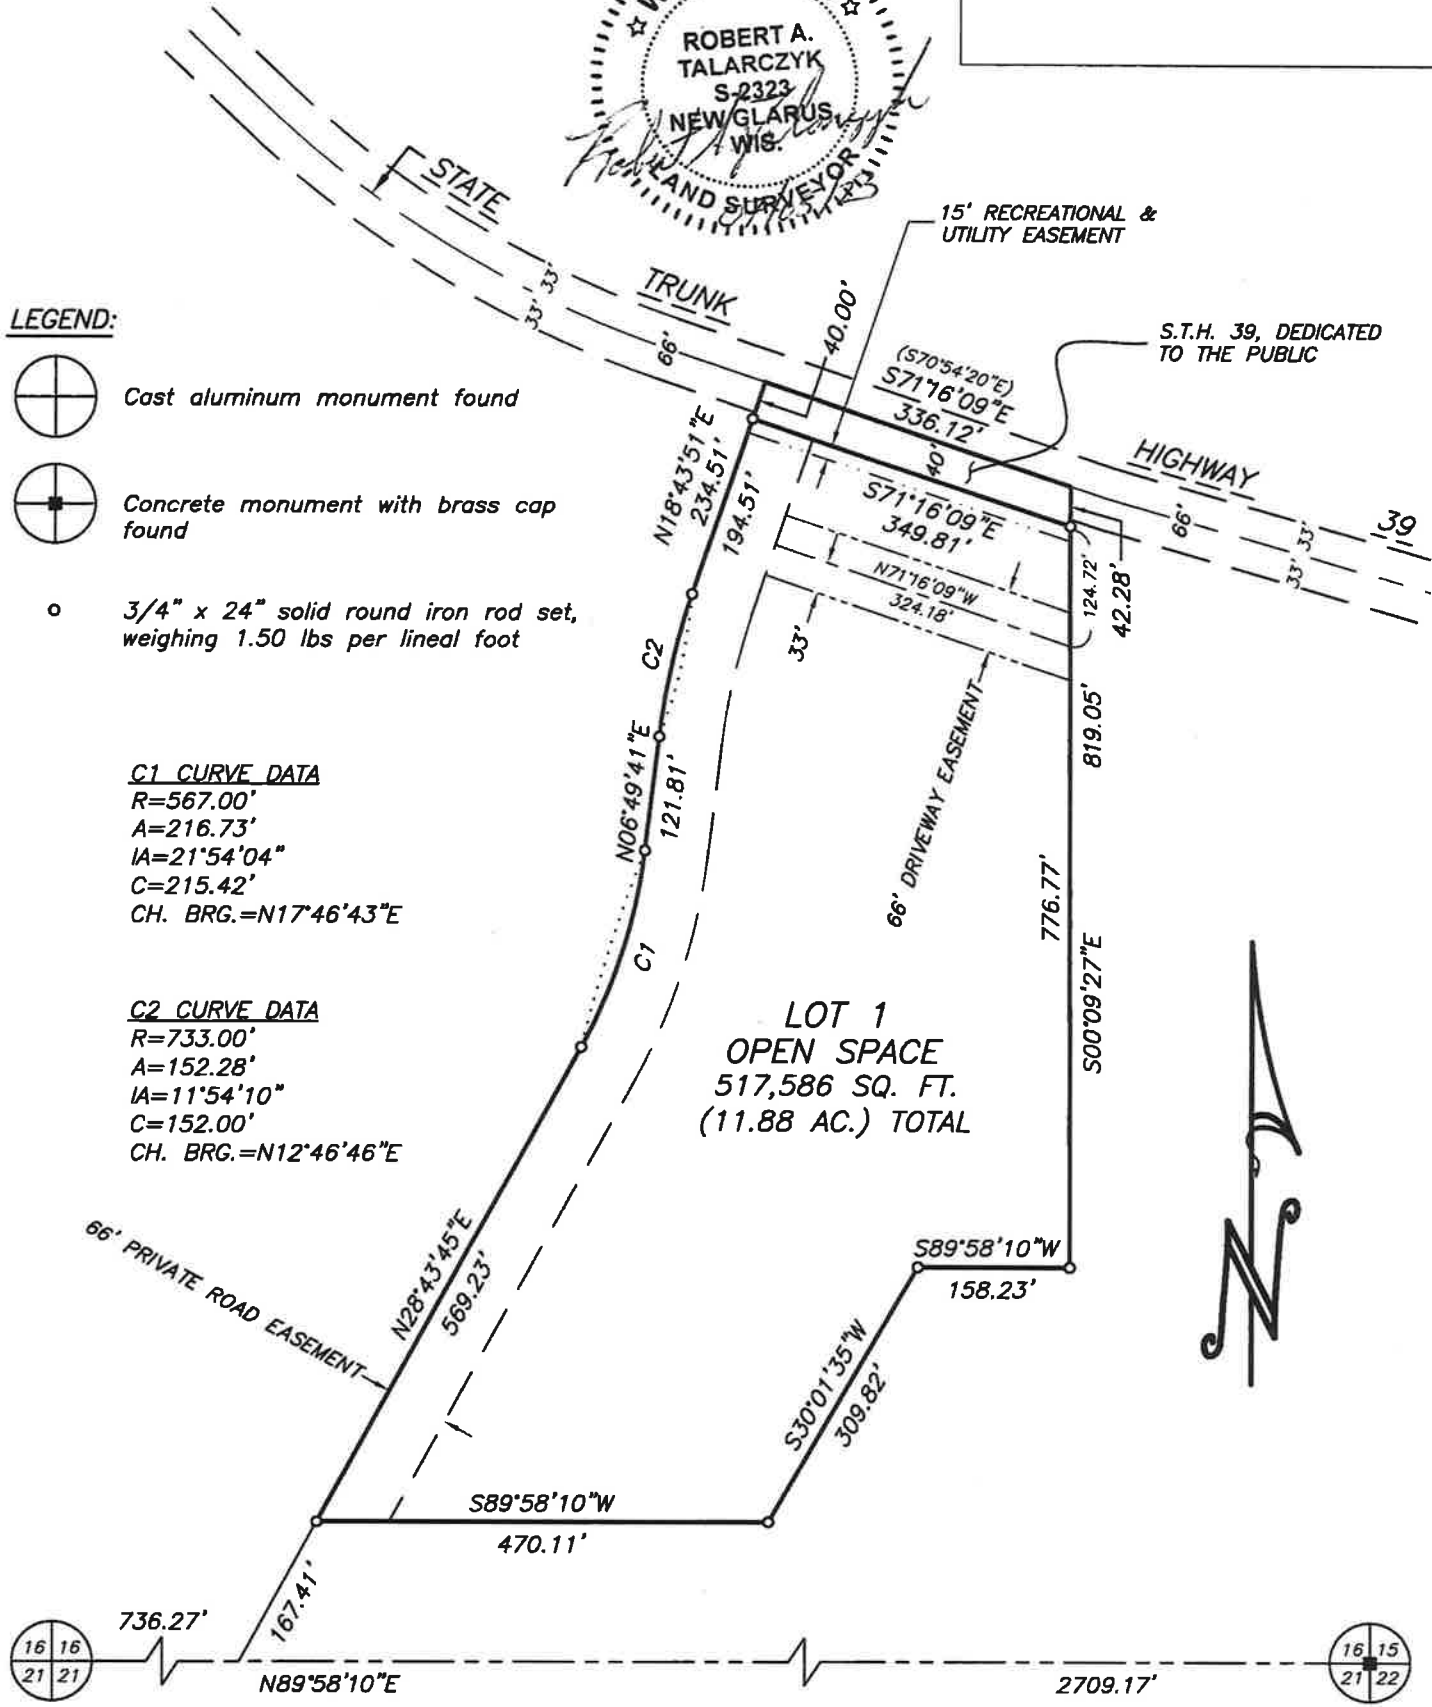 ROBERT A.
TALARCZYK
S-2323
NEW GLARUS
WIS.
LAND SURVEYOR
STATE
TRUNK
HIGHWAY
39
33' 33'
66'
40.00'
15' RECREATIONAL &
UTILITY EASEMENT
S.T.H. 39, DEDICATED
TO THE PUBLIC
(S70°54'20"E)
S71°16'09"E
336.12'
40'
S71°16'09"E
349.81'
66'
33' 33'
LEGEND:
Cast aluminum monument found
Concrete monument with brass cap
found
3/4" x 24" solid round iron rod set,
weighing 1.50 lbs per lineal foot
N18°43'51"E
234.51'
194.51'
N71°16'09"W
324.18'
33'
124.72'
42.28'
C2
66' DRIVEWAY EASEMENT
819.05'
N06°49'41"E
121.81'
C1 CURVE DATA
R=567.00'
A=216.73'
IA=21°54'04"
C=215.42'
CH. BRG.=N17°46'43"E
C1
776.77'
S00°09'27"E
C2 CURVE DATA
R=733.00'
A=152.28'
IA=11°54'10"
C=152.00'
CH. BRG.=N12°46'46"E
LOT 1
OPEN SPACE
517,586 SQ. FT.
(11.88 AC.) TOTAL
66' PRIVATE ROAD EASEMENT
N28°43'45"E
569.23'
S89°58'10"W
158.23'
N
S30°01'35"W
309.82'
S89°58'10"W
470.11'
167.41'
736.27'
16 16
21 21
N89°58'10"E
2709.17'
16 15
21 22